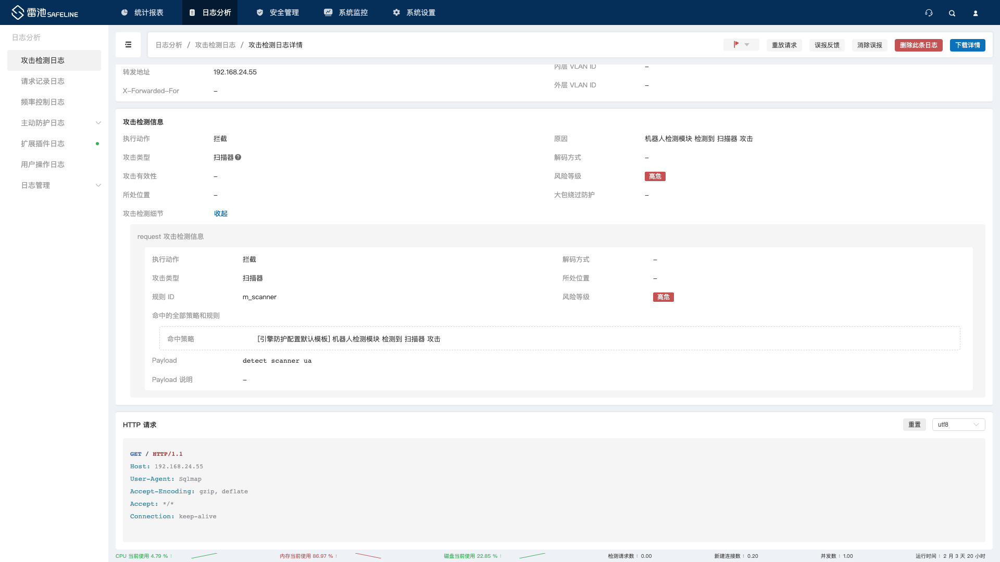 雷池 SAFELINE
统计报表
日志分析
安全管理
系统监控
系统设置
日志分析
攻击检测日志
请求记录日志
频率控制日志
主动防护日志
扩展插件日志
用户操作日志
日志管理
日志分析 / 攻击检测日志 / 攻击检测日志详情
重放请求
误报反馈
消除误报
删除此条日志
下载详情
转发地址 192.168.24.55
内层 VLAN ID –
X-Forwarded-For –
外层 VLAN ID –
攻击检测信息
执行动作 拦截
原因 机器人检测模块 检测到 扫描器 攻击
攻击类型 扫描器
解码方式 –
攻击有效性 –
风险等级 高危
所处位置 –
大包绕过防护 –
攻击检测细节 收起
request 攻击检测信息
执行动作 拦截
解码方式 –
攻击类型 扫描器
所处位置 –
规则 ID m_scanner
风险等级 高危
命中的全部策略和规则
命中策略 [引擎防护配置默认模板] 机器人检测模块 检测到 扫描器 攻击
Payload detect scanner ua
Payload 说明 –
HTTP 请求
重置
utf8
GET / HTTP/1.1
Host: 192.168.24.55
User-Agent: Sqlmap
Accept-Encoding: gzip, deflate
Accept: */*
Connection: keep-alive
CPU 当前使用 4.79 % :
内存当前使用 86.97 % :
磁盘当前使用 22.85 % :
检测请求数 : 0.00
新建连接数 : 0.20
并发数 : 1.00
运行时间 : 2 月 3 天 20 小时